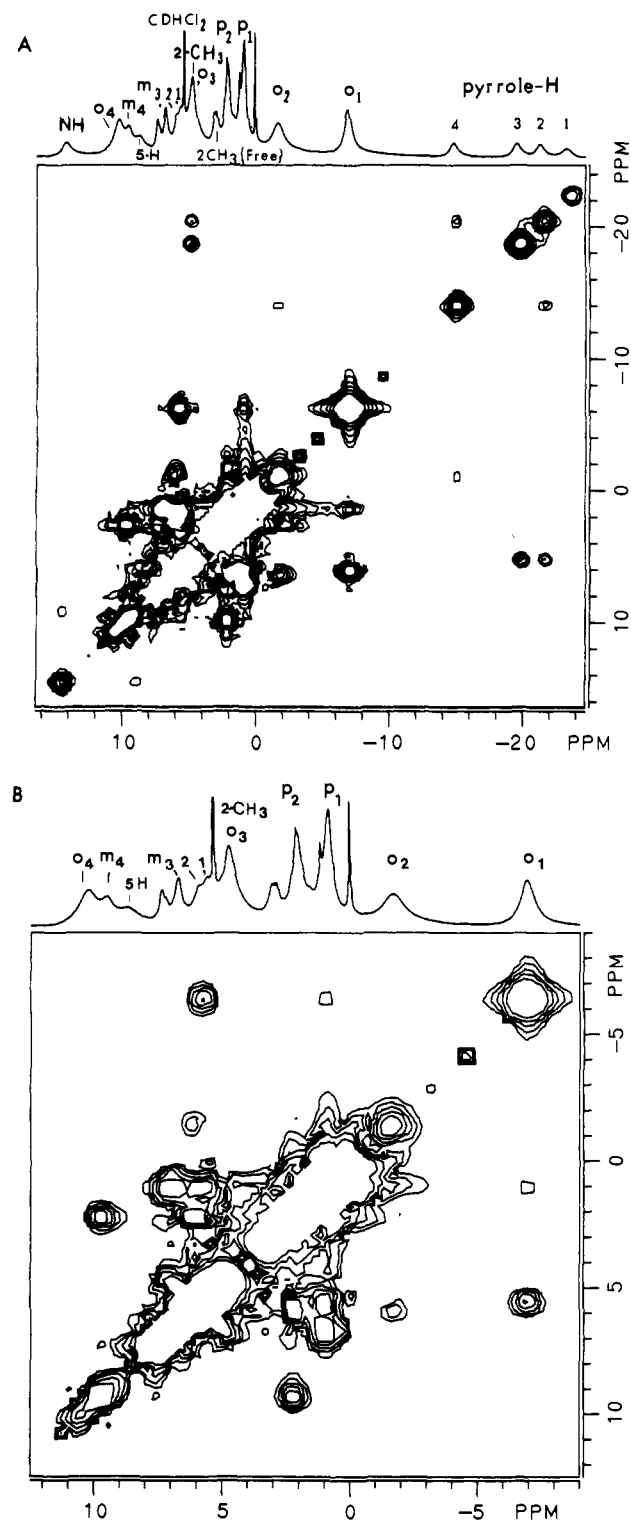 A
CDHCl2
2-CH3
p2 p1
o3
m3 2 1
o4 m4
NH
5-H
2CH3(Free)
o2
o1
pyrrole-H
4 3 2 1
PPM
-20
-10
0
10
10 0 -10 -20 PPM
B
2-CH3
o3
p2
p1
o4 m4
5H
m3 2 1
o2
o1
PPM
-5
0
5
10
10 5 0 -5 PPM